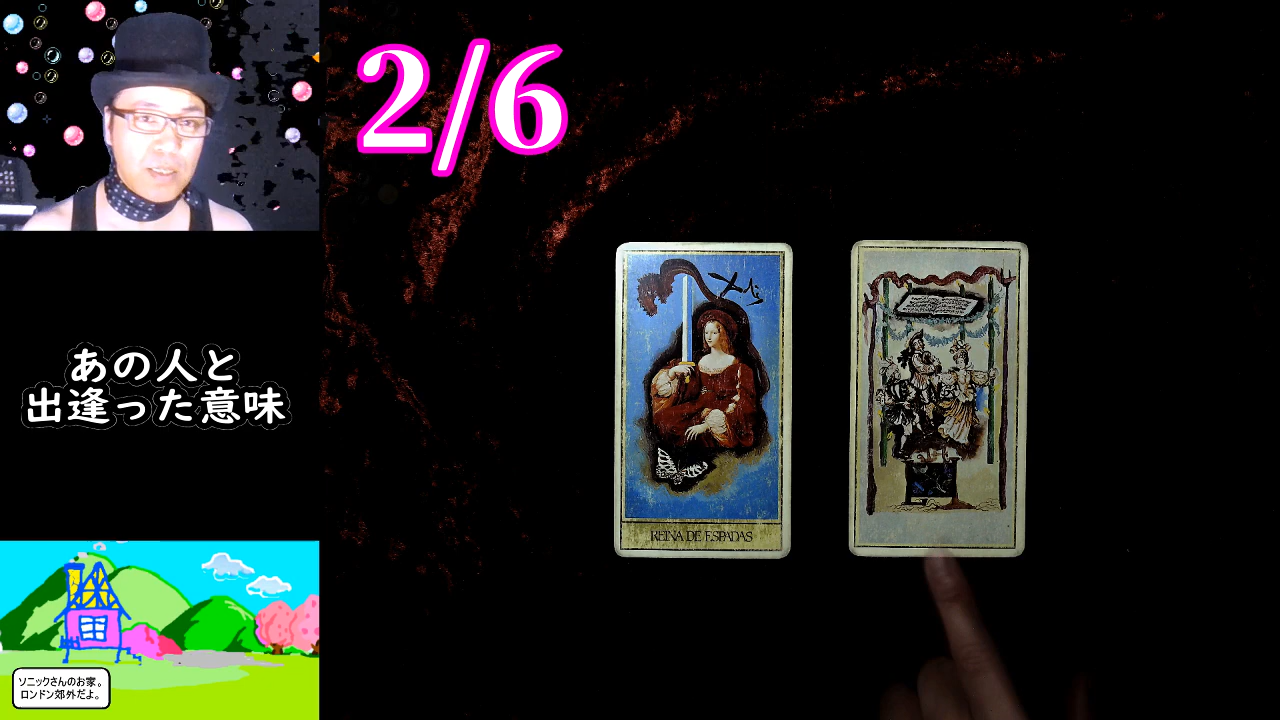 2/6
あの人と
出逢った意味
REINA DE ESPADAS
ソニックさんのお家。
ロンドン郊外だよ。